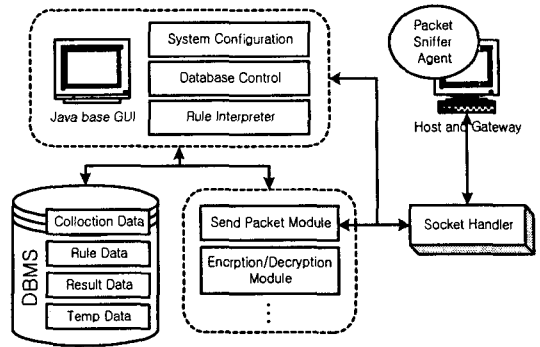 System Configuration
Database Control
Rule Interpreter
Java base GUI
Packet
Sniffer
Agent
Host and Gateway
DBMS
Colloction Data
Rule Data
Result Data
Temp Data
Send Packet Module
Encrption/Decryption
Module
Socket Handler